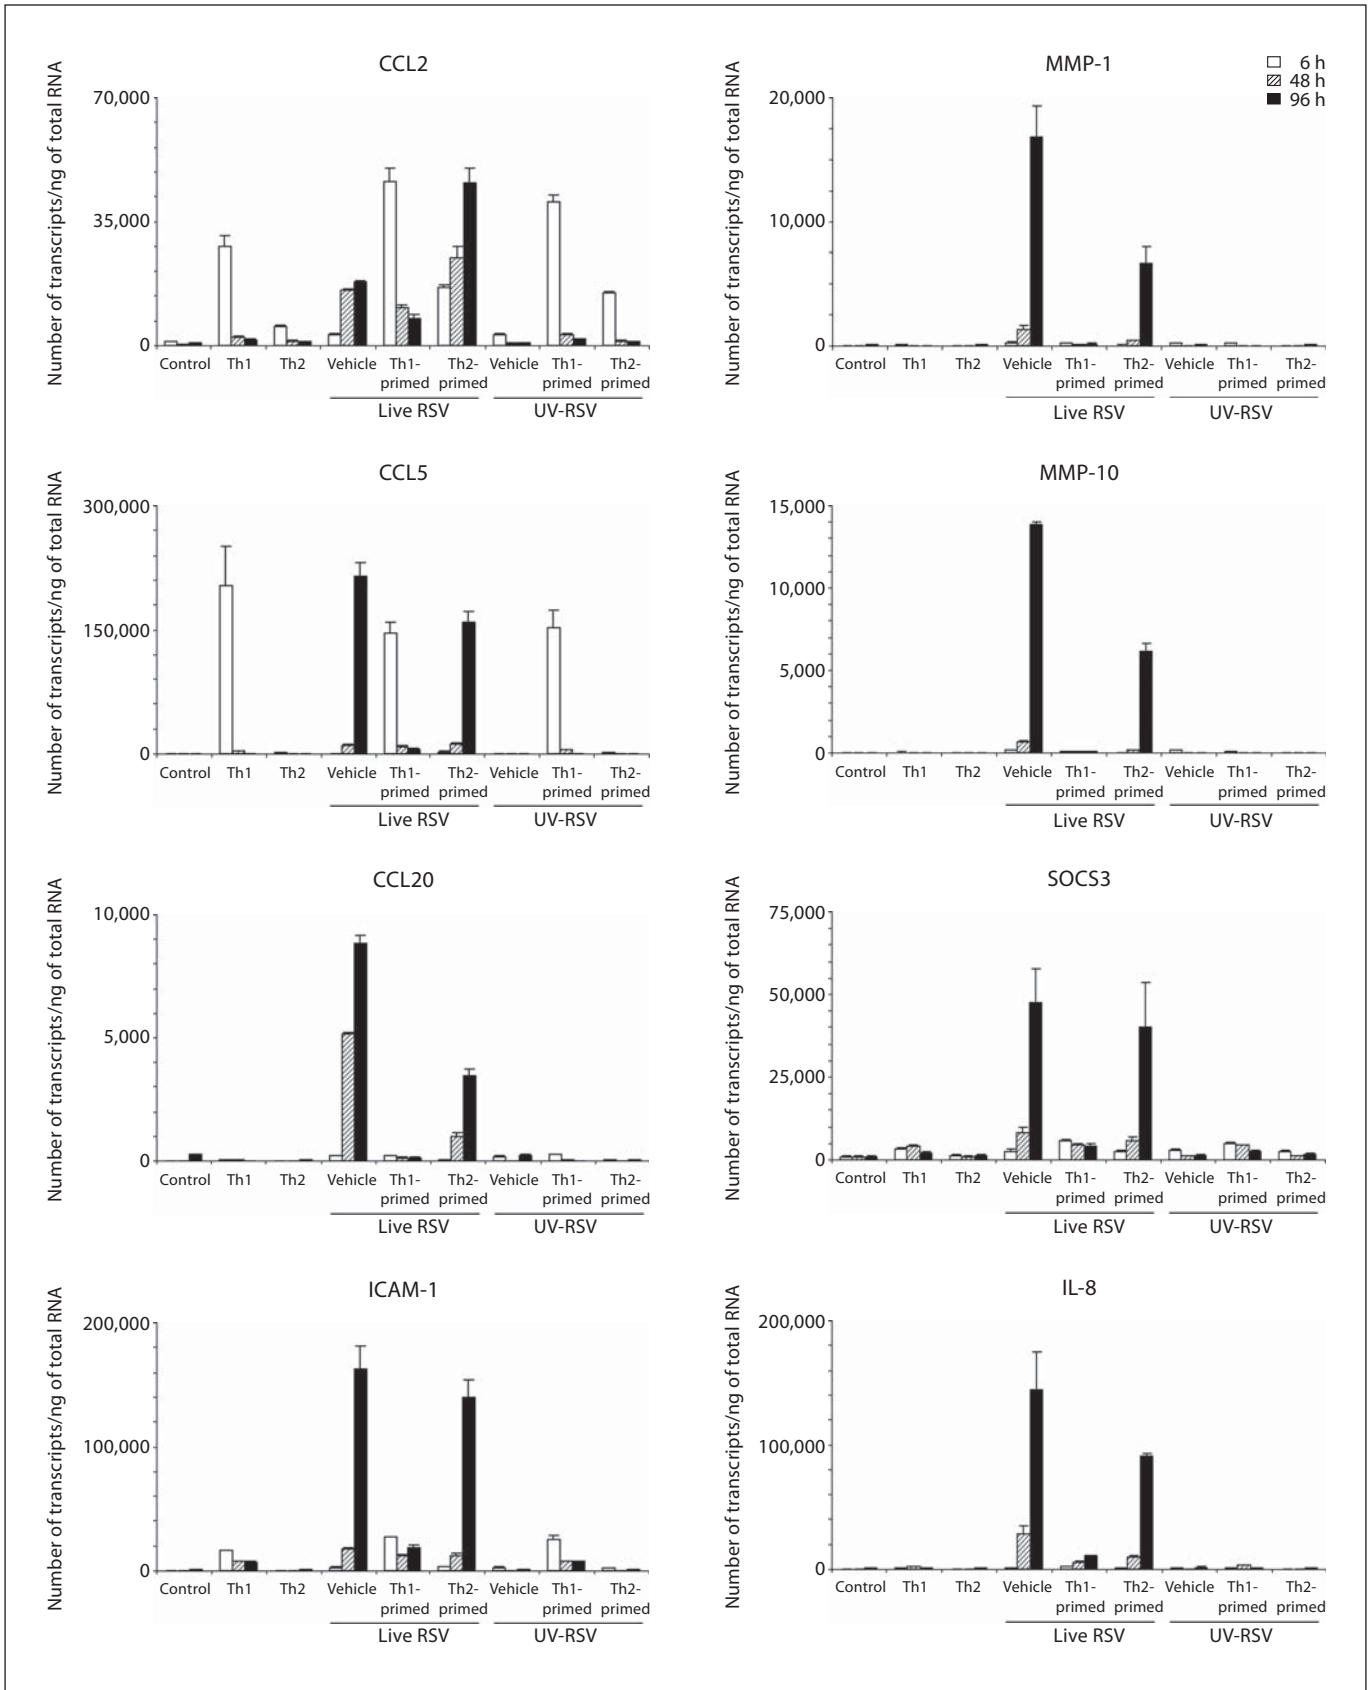 CCL2
Number of transcripts/ng of total RNA
70,000
35,000
0
Control Th1 Th2 Vehicle Th1-primed Th2-primed Vehicle Th1-primed Th2-primed
Live RSV UV-RSV
MMP-1
6 h
48 h
96 h
Number of transcripts/ng of total RNA
20,000
10,000
0
Control Th1 Th2 Vehicle Th1-primed Th2-primed Vehicle Th1-primed Th2-primed
Live RSV UV-RSV
CCL5
Number of transcripts/ng of total RNA
300,000
150,000
0
Control Th1 Th2 Vehicle Th1-primed Th2-primed Vehicle Th1-primed Th2-primed
Live RSV UV-RSV
MMP-10
Number of transcripts/ng of total RNA
15,000
10,000
5,000
0
Control Th1 Th2 Vehicle Th1-primed Th2-primed Vehicle Th1-primed Th2-primed
Live RSV UV-RSV
CCL20
Number of transcripts/ng of total RNA
10,000
5,000
0
Control Th1 Th2 Vehicle Th1-primed Th2-primed Vehicle Th1-primed Th2-primed
Live RSV UV-RSV
SOCS3
Number of transcripts/ng of total RNA
75,000
50,000
25,000
0
Control Th1 Th2 Vehicle Th1-primed Th2-primed Vehicle Th1-primed Th2-primed
Live RSV UV-RSV
ICAM-1
Number of transcripts/ng of total RNA
200,000
100,000
0
Control Th1 Th2 Vehicle Th1-primed Th2-primed Vehicle Th1-primed Th2-primed
Live RSV UV-RSV
IL-8
Number of transcripts/ng of total RNA
200,000
100,000
0
Control Th1 Th2 Vehicle Th1-primed Th2-primed Vehicle Th1-primed Th2-primed
Live RSV UV-RSV